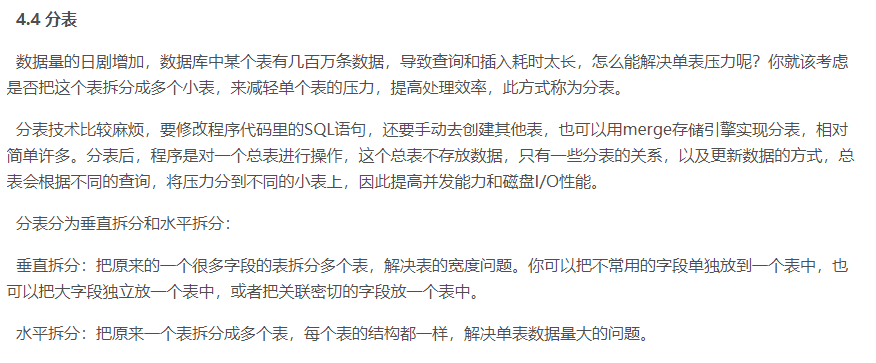 4.4 分表
数据量的日剧增加，数据库中某个表有几百万条数据，导致查询和插入耗时太长，怎么能解决单表压力呢？你就该考虑
是否把这个表拆分成多个小表，来减轻单个表的压力，提高处理效率，此方式称为分表。
分表技术比较麻烦，要修改程序代码里的SQL语句，还要手动去创建其他表，也可以用merge存储引擎实现分表，相对
简单许多。分表后，程序是对一个总表进行操作，这个总表不存放数据，只有一些分表的关系，以及更新数据的方式，总
表会根据不同的查询，将压力分到不同的小表上，因此提高并发能力和磁盘I/O性能。
分表分为垂直拆分和水平拆分：
垂直拆分：把原来的一个很多字段的表拆分多个表，解决表的宽度问题。你可以把不常用的字段单独放到一个表中，也
可以把大字段独立放一个表中，或者把关联密切的字段放一个表中。
水平拆分：把原来一个表拆分成多个表，每个表的结构都一样，解决单表数据量大的问题。